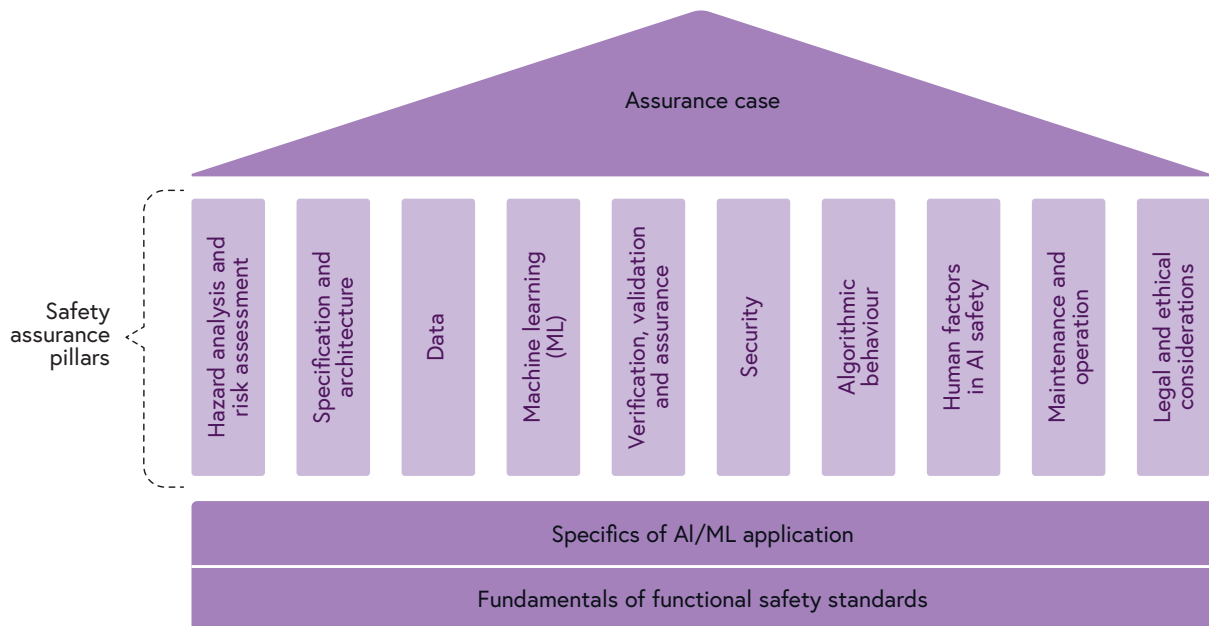 Assurance case
Safety
assurance
pillars
Hazard analysis and
risk assessment
Specification and
architecture
Data
Machine learning
(ML)
Verification, validation
and assurance
Security
Algorithmic
behaviour
Human factors
in AI safety
Maintenance and
operation
Legal and ethical
considerations
Specifics of AI/ML application
Fundamentals of functional safety standards